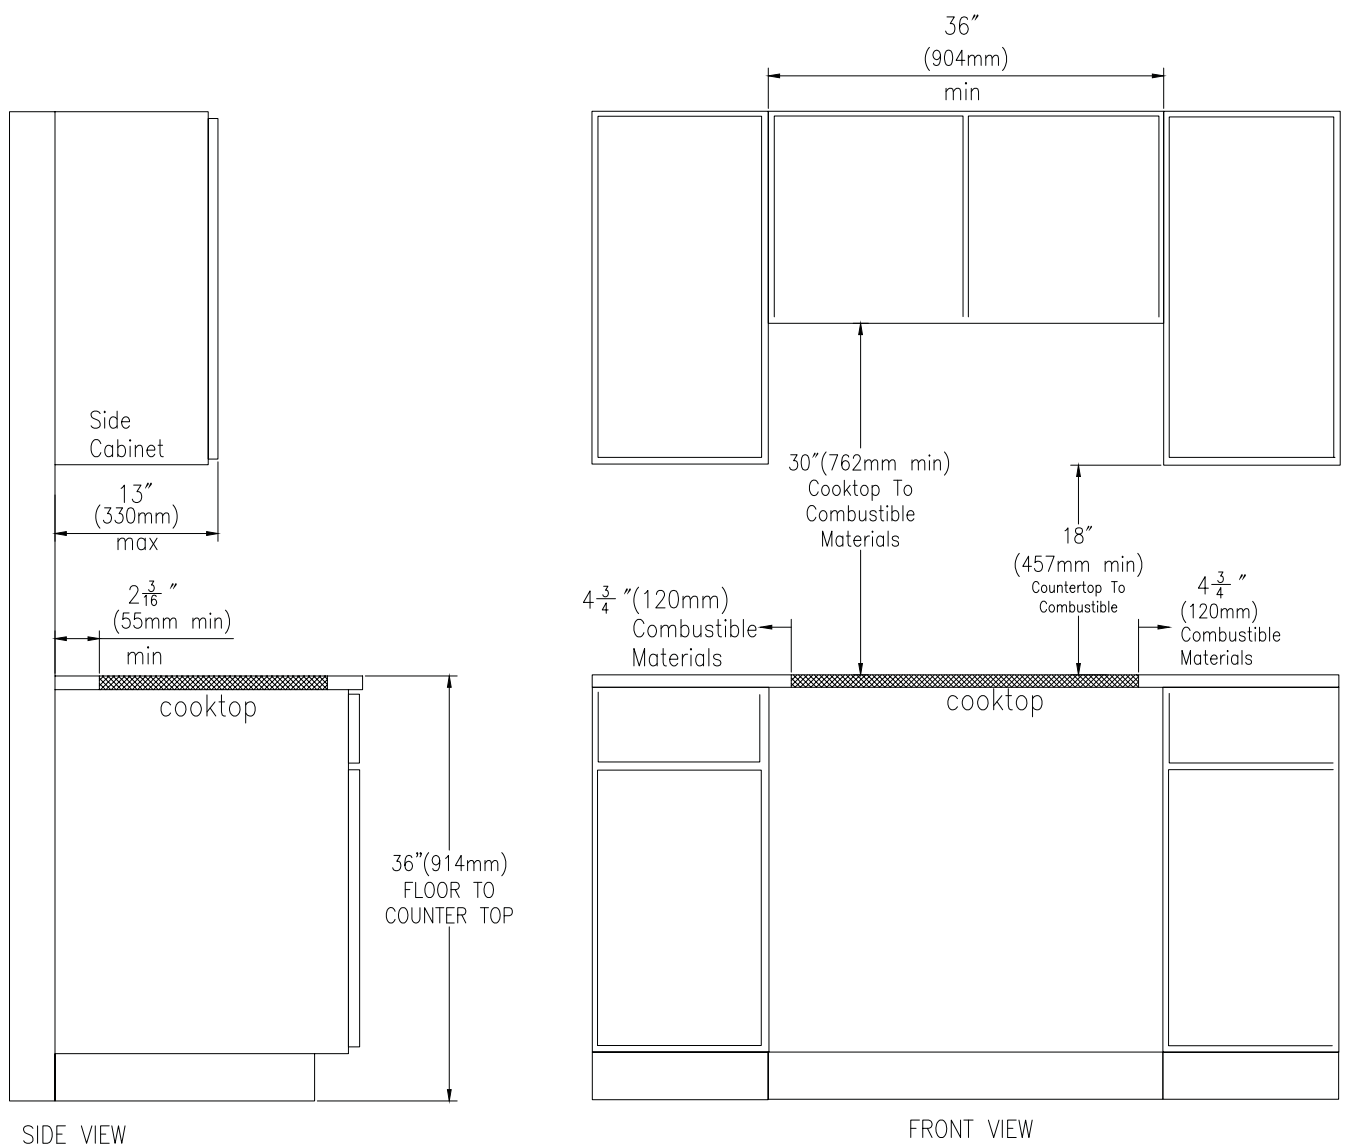 Side
Cabinet
13"
(330mm)
max
2 3/16 "
(55mm min)
min
cooktop
36"(914mm)
FLOOR TO
COUNTER TOP
SIDE VIEW
36"
(904mm)
min
30"(762mm min)
Cooktop To
Combustible
Materials
18"
(457mm min)
Countertop To
Combustible
4 3/4 "(120mm)
Combustible
Materials
4 3/4 "
(120mm)
Combustible
Materials
cooktop
FRONT VIEW